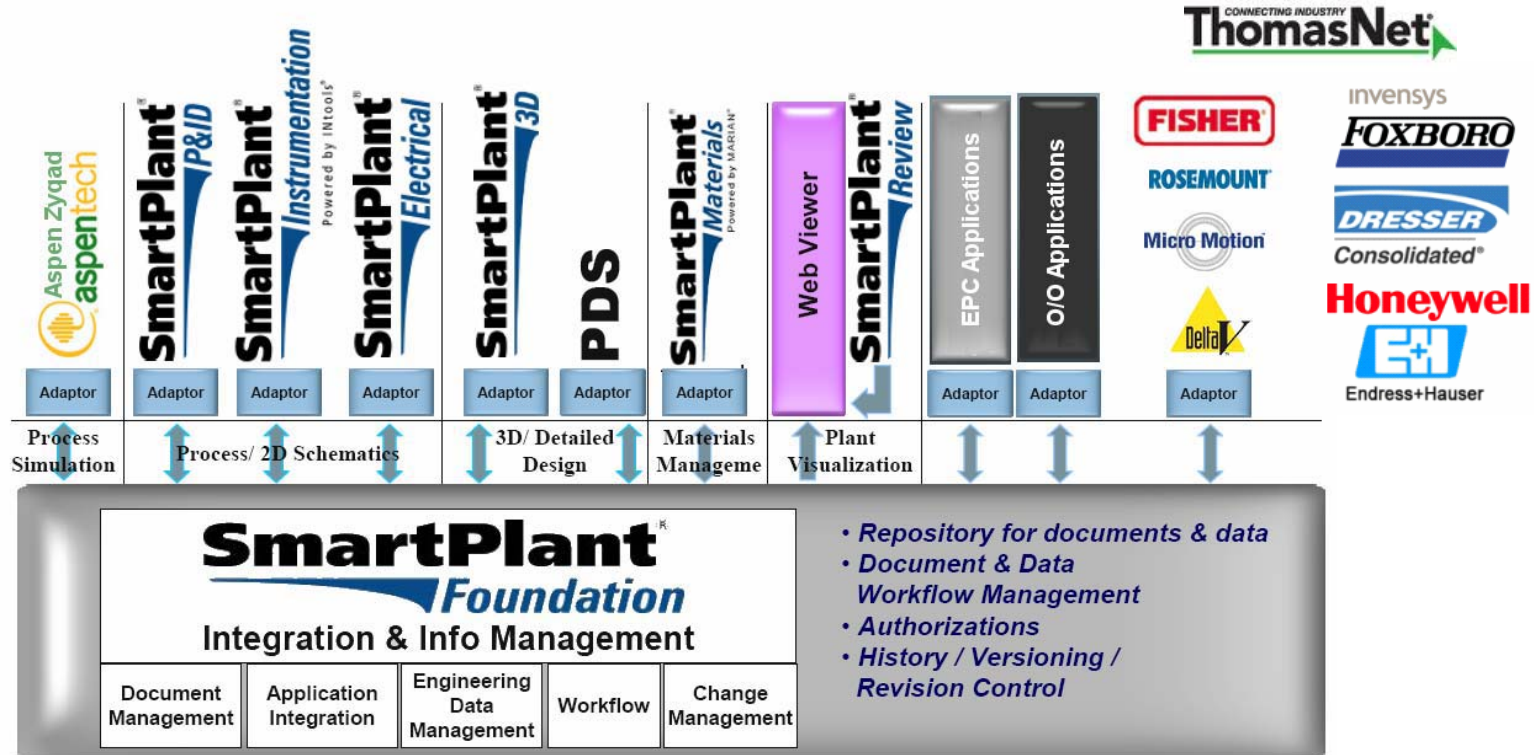 CONNECTING INDUSTRY
ThomasNet®
Aspen Zyqad
aspentech
SmartPlant®
P&ID
SmartPlant®
Instrumentation
Powered by INtools®
SmartPlant®
Electrical
SmartPlant®
3D
PDS
SmartPlant®
Materials
Powered by MARIAN®
Web Viewer
SmartPlant®
Review
EPC Applications
O/O Applications
FISHER®
ROSEMOUNT®
Micro Motion®
DeltaV™
invensys
FOXBORO
DRESSER
Consolidated®
Honeywell
E+H
Endress+Hauser
Adaptor
Adaptor
Adaptor
Adaptor
Adaptor
Adaptor
Adaptor
Adaptor
Adaptor
Adaptor
Process
Simulation
Process/ 2D Schematics
3D/ Detailed
Design
Materials
Manageme
Plant
Visualization
SmartPlant®
Foundation
Integration & Info Management
Document
Management
Application
Integration
Engineering
Data
Management
Workflow
Change
Management
• Repository for documents & data
• Document & Data
Workflow Management
• Authorizations
• History / Versioning /
Revision Control